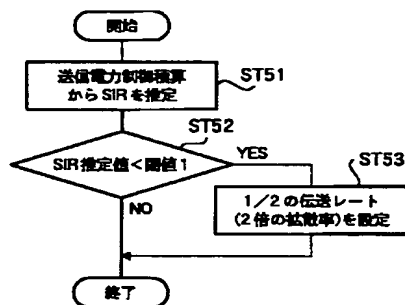 開始
送信電力制御積算
からSIRを推定
ST51
SIR推定値<閾値1
ST52
YES
NO
1/2の伝送レート
(2倍の拡散率)を設定
ST53
終了